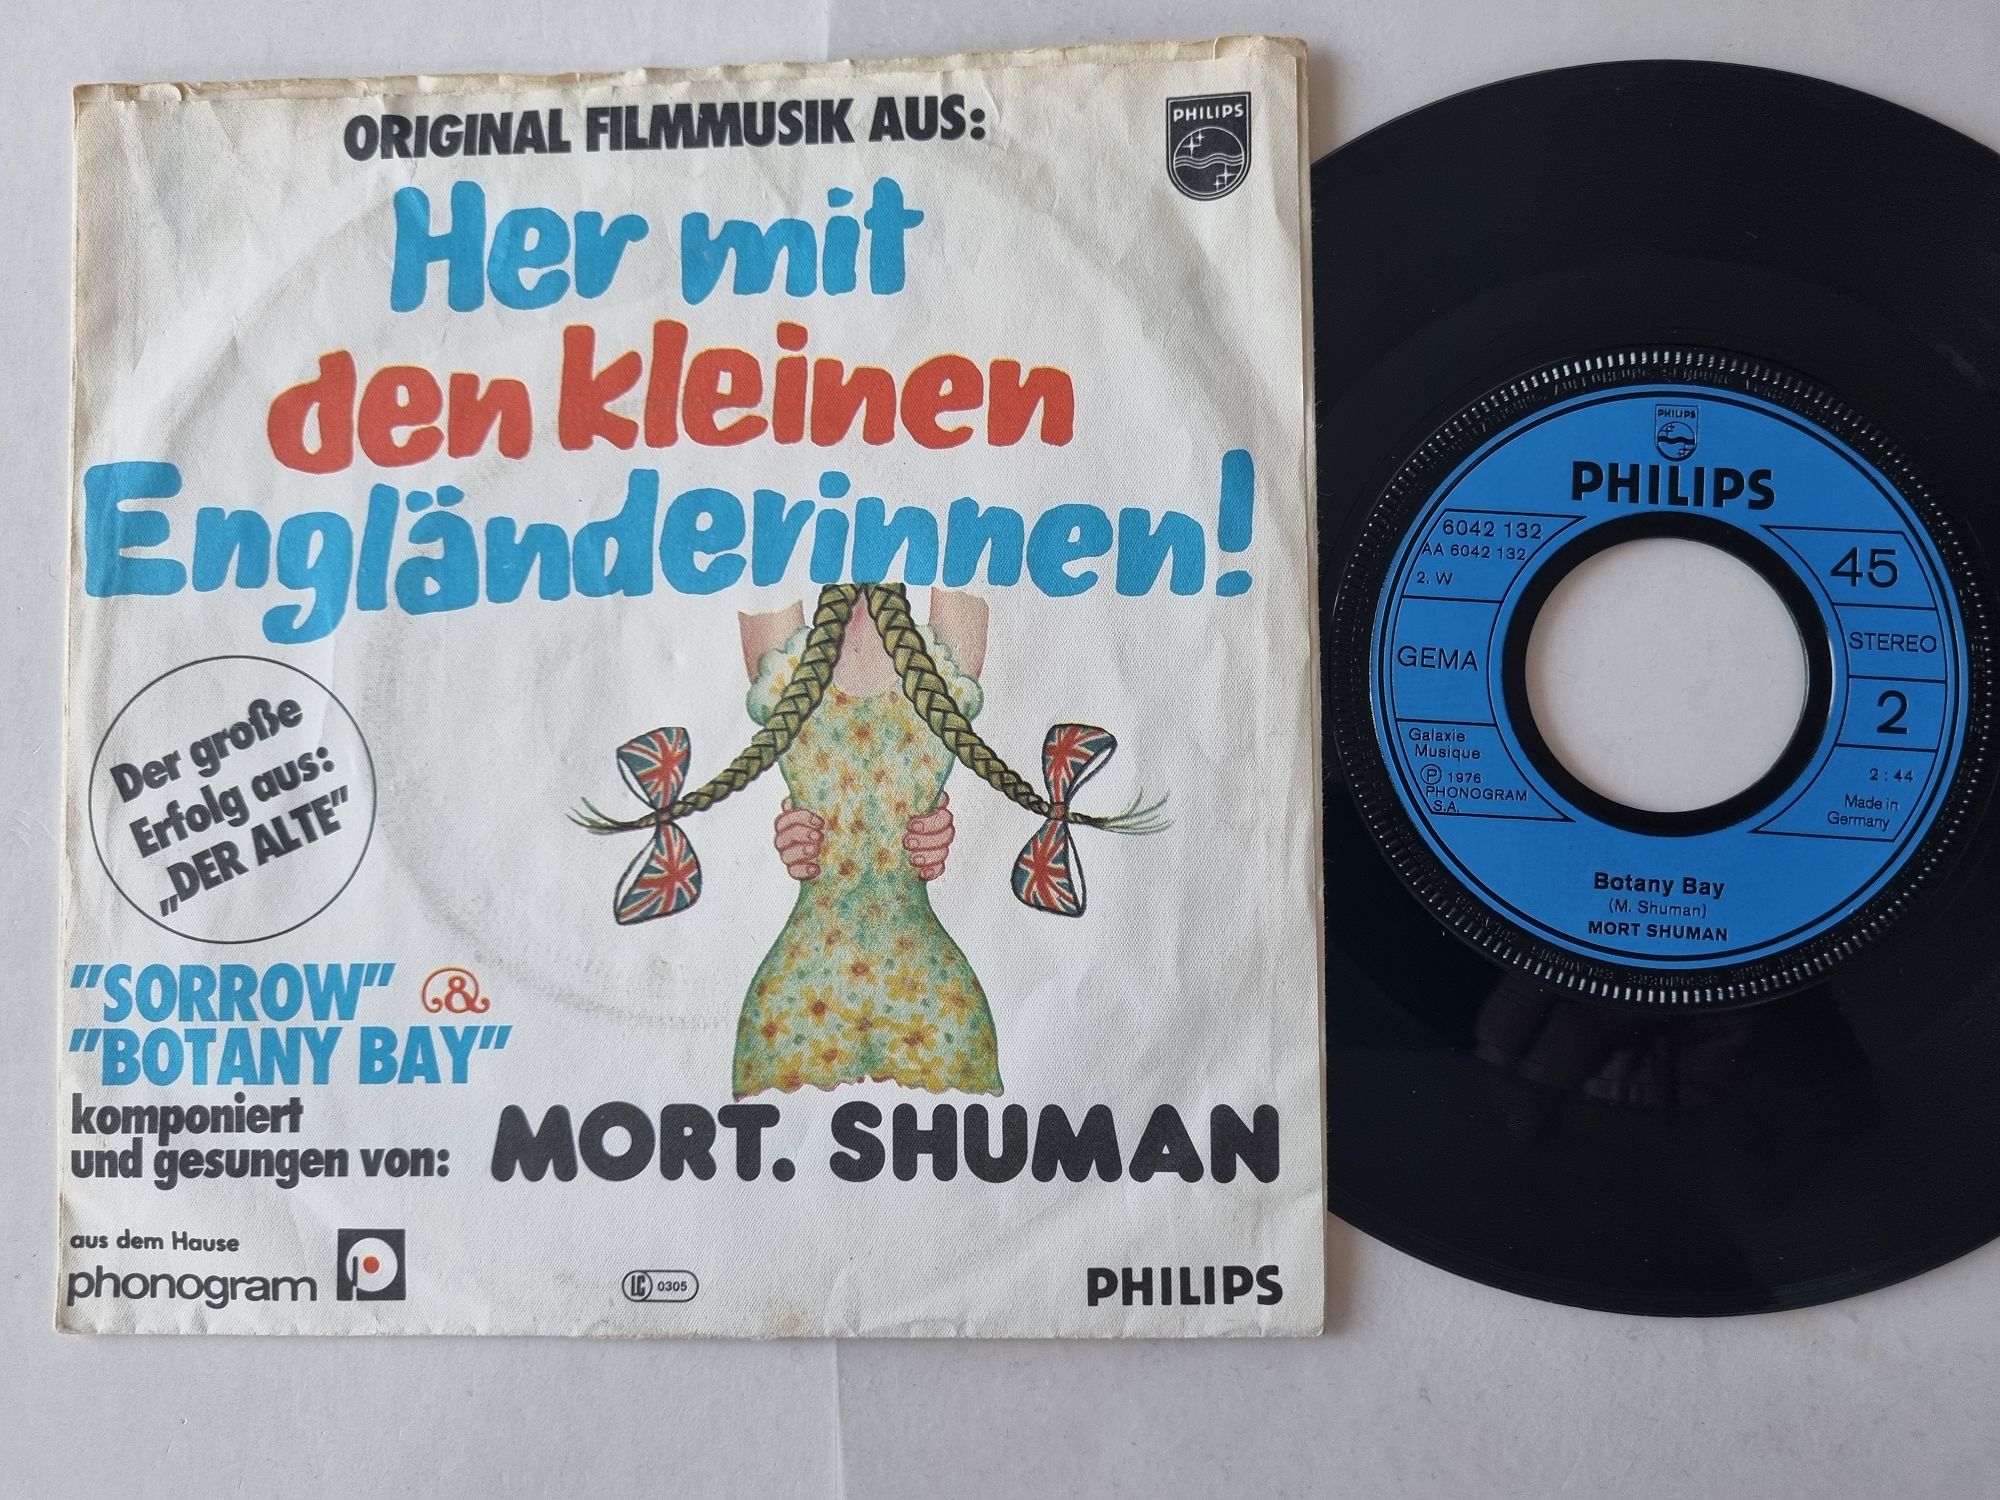 ORIGINAL FILMMUSIK AUS:
PHILIPS
Her mit
den kleinen
Engländerinnen!
Der große
Erfolg aus:
„DER ALTE"
"SORROW" &
"BOTANY BAY"
komponiert
und gesungen von:
MORT. SHUMAN
aus dem Hause
phonogram
LC 0305
PHILIPS
PHILIPS
PHILIPS
6042 132
AA 6042 132
2. W
GEMA
Galaxie
Musique
Ⓟ 1976
PHONOGRAM
S.A.
45
STEREO
2
2:44
Made in
Germany
Botany Bay
(M. Shuman)
MORT SHUMAN